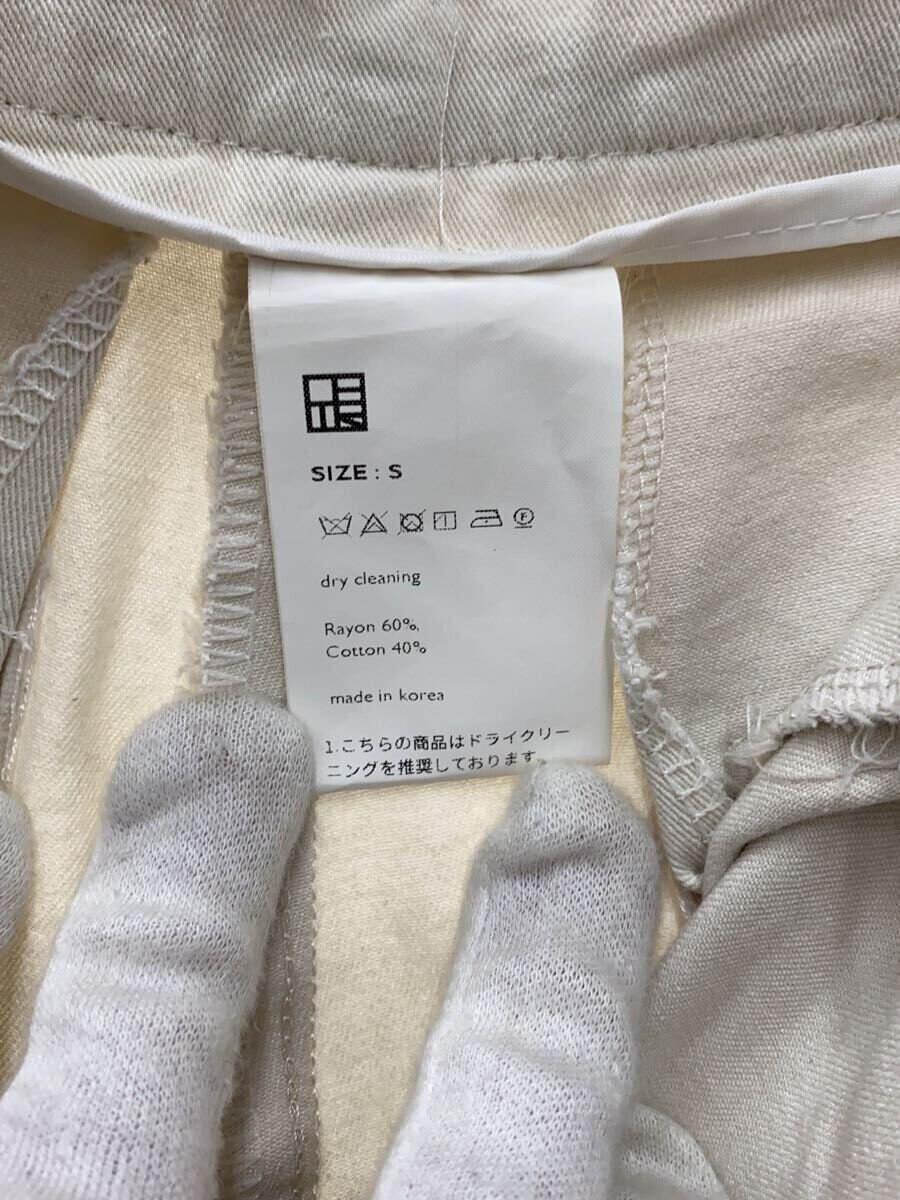 SIZE : S
dry cleaning
Rayon 60%,
Cotton 40%
made in korea
1.こちらの商品はドライクリー
ニングを推奨しております。